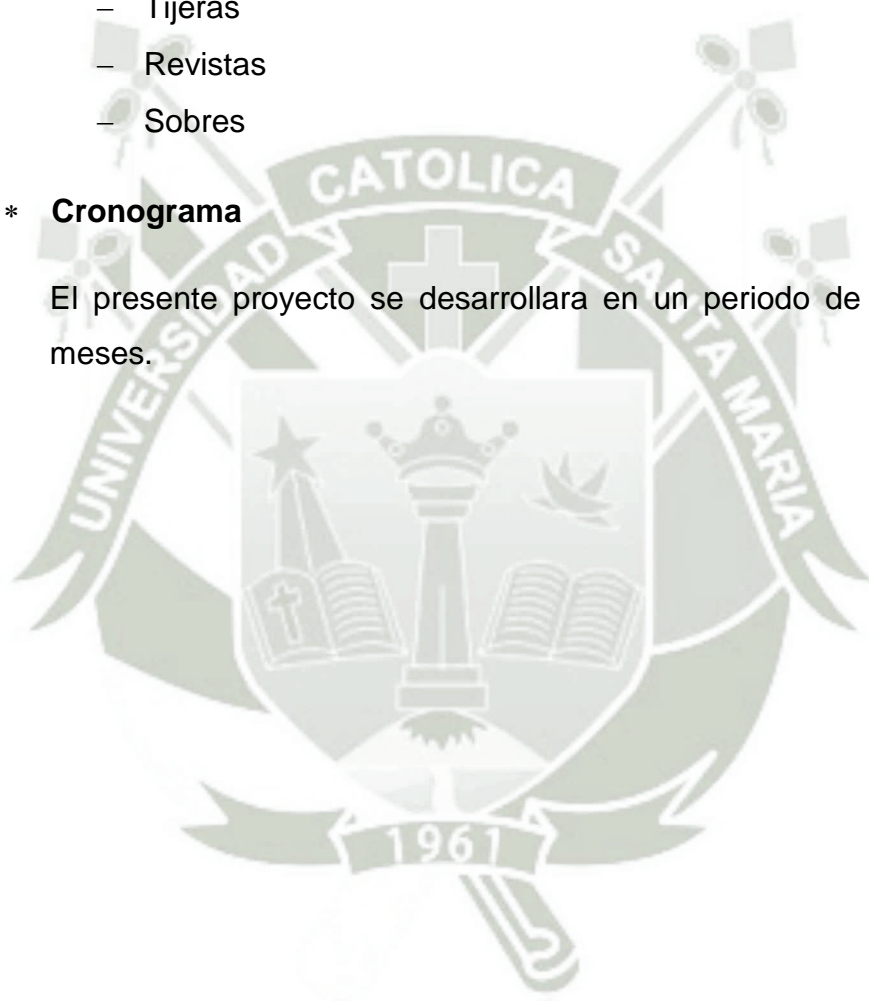 – Tijeras
– Revistas
– Sobres
* Cronograma
El presente proyecto se desarrollara en un periodo de
meses.
UNIVERSIDAD CATOLICA SANTA MARIA
1961